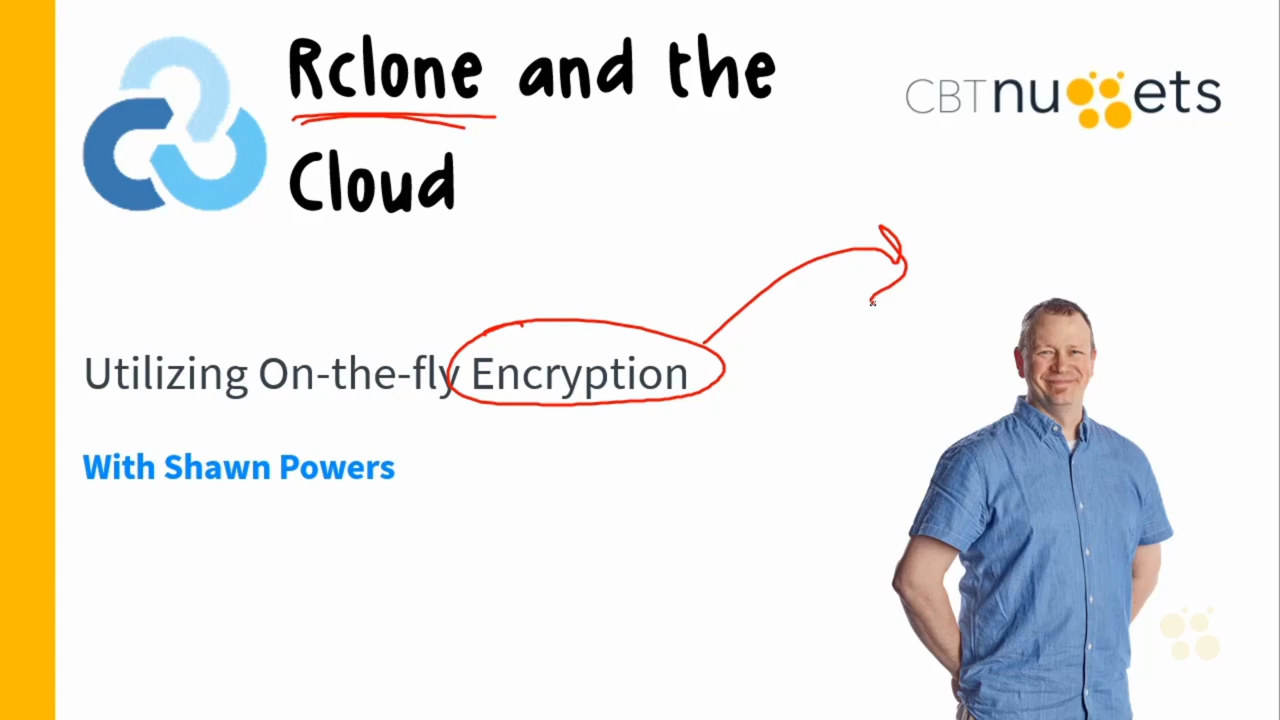 Rclone and the
Cloud
CBTnuggets
Utilizing On-the-fly Encryption
With Shawn Powers